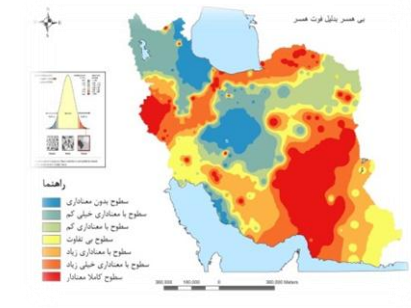 بی همسر بدلیل فوت همسر
راهنما
سطوح بدون معناداری
سطوح با معناداری خیلی کم
سطوح با معناداری کم
سطوح بی تفاوت
سطوح با معناداری زیاد
سطوح با معناداری خیلی زیاد
سطوح کاملا معنادار